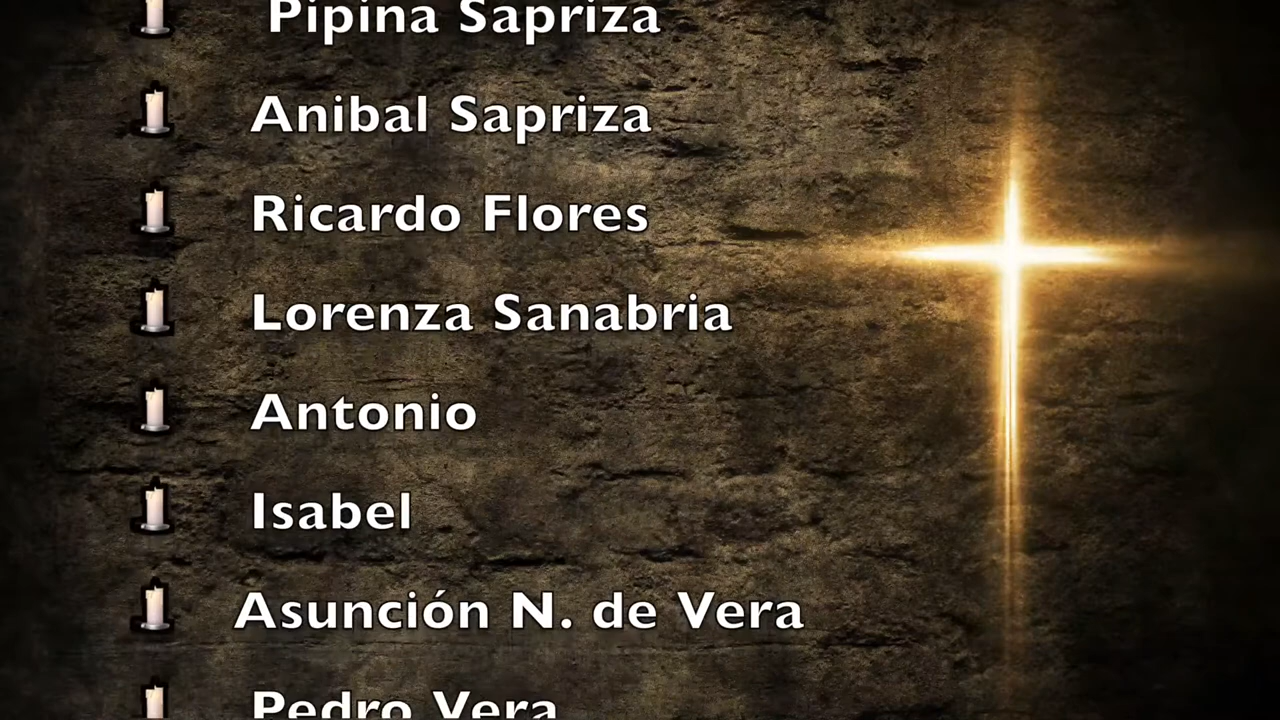 Pipina Sapriza
Anibal Sapriza
Ricardo Flores
Lorenza Sanabria
Antonio
Isabel
Asunción N. de Vera
Pedro Vera